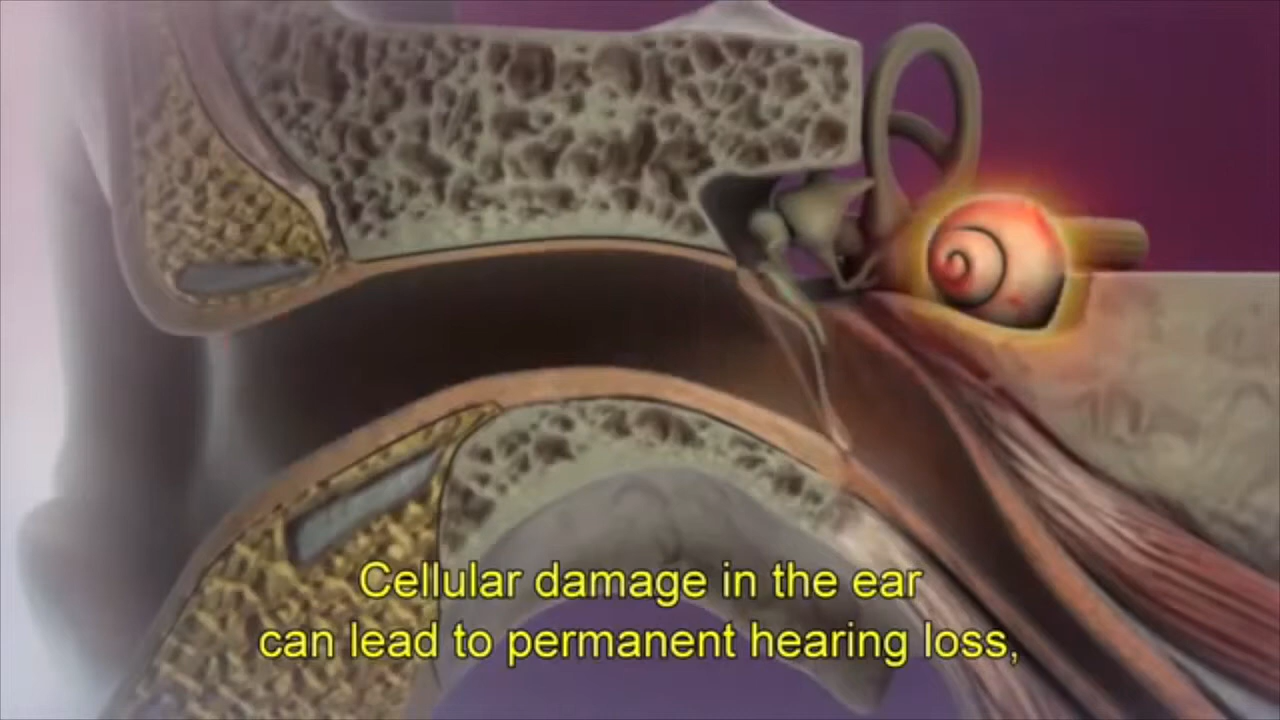 Cellular damage in the ear
can lead to permanent hearing loss,